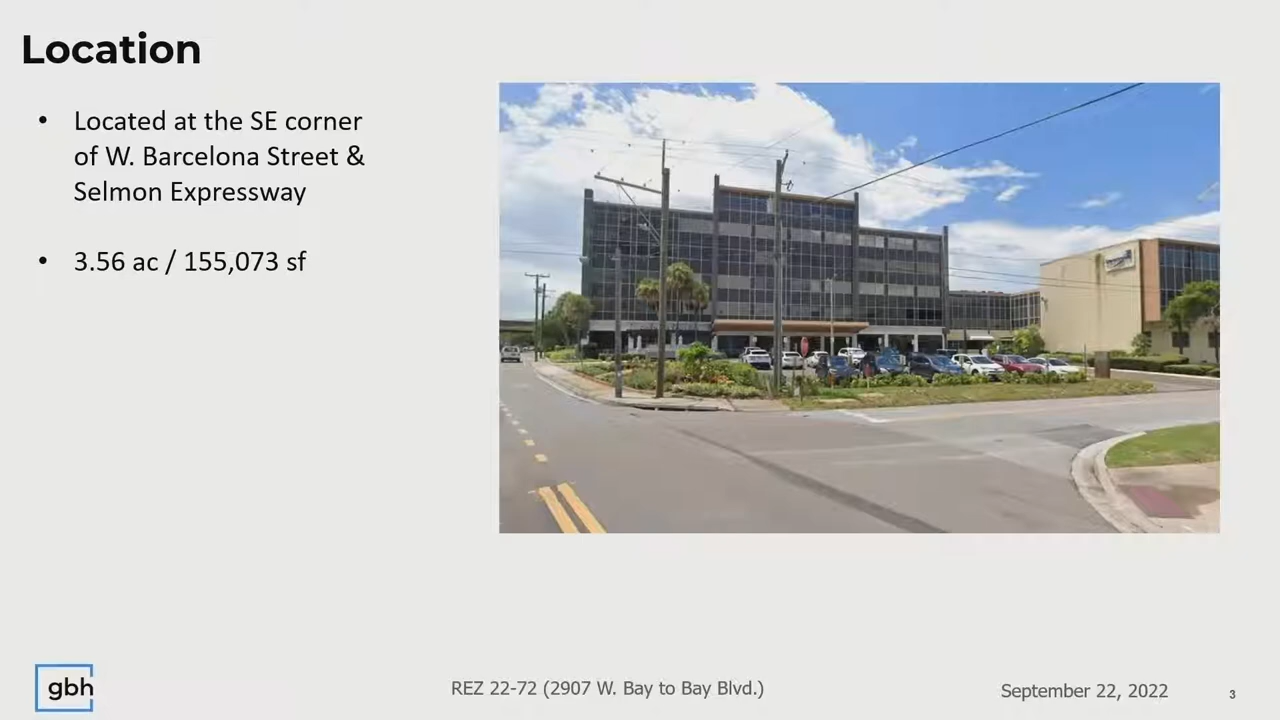 Location
• Located at the SE corner
of W. Barcelona Street &
Selmon Expressway
• 3.56 ac / 155,073 sf
gbh
REZ 22-72 (2907 W. Bay to Bay Blvd.)
September 22, 2022
3